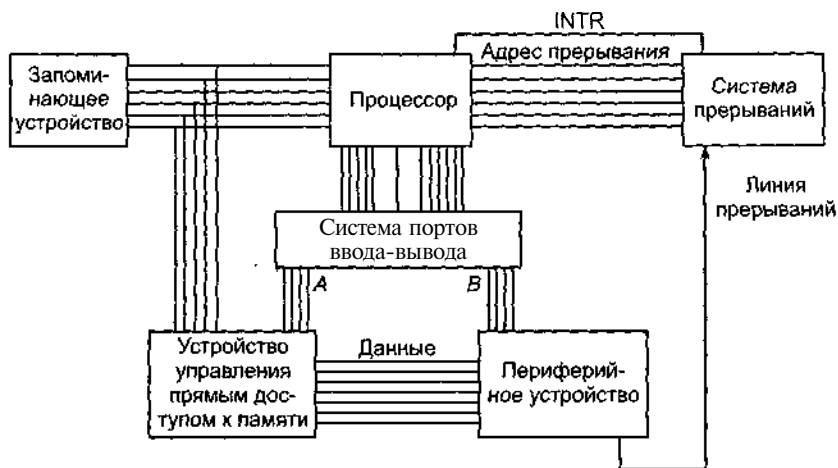 INTR
Адрес прерывания
Запоми-
нающее
устройство
Процессор
Система
прерываний
Линия
прерываний
Система портов
ввода-вывода
A
B
Устройство
управления
прямым дос-
тупом к памяти
Данные
Периферий-
ное устройство